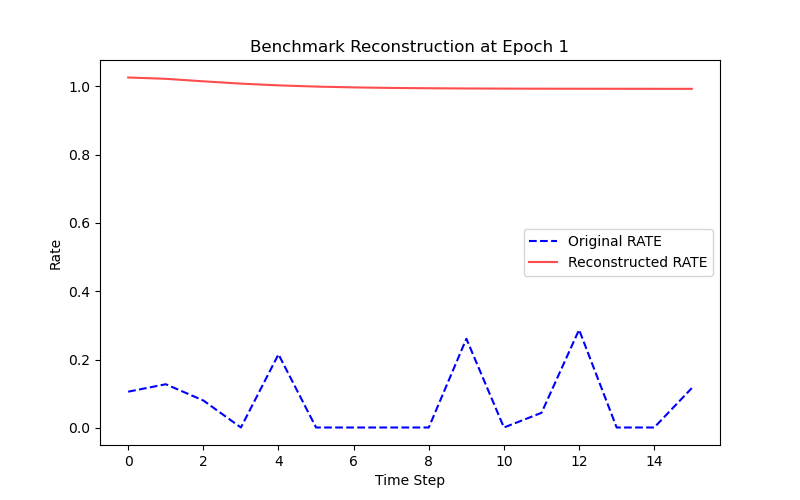 Benchmark Reconstruction at Epoch 1
1.0
0.8
0.6
0.4
0.2
0.0
Rate
Original RATE
Reconstructed RATE
0 2 4 6 8 10 12 14
Time Step